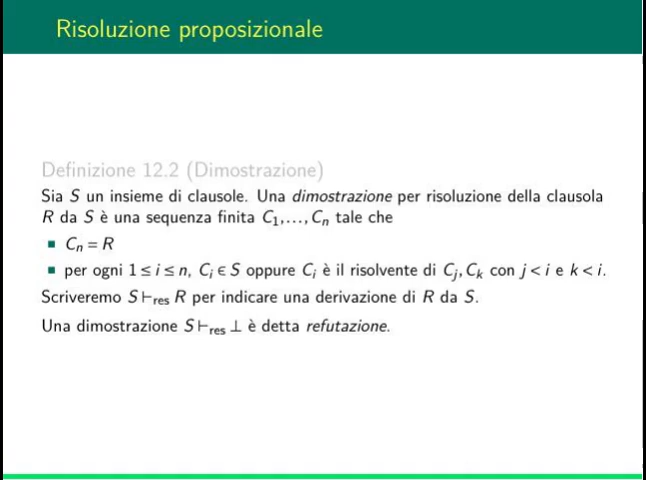 Risoluzione proposizionale
Definizione 12.2 (Dimostrazione)
Sia S un insieme di clausole. Una dimostrazione per risoluzione della clausola
R da S è una sequenza finita C₁,..., Cₙ tale che
▪ Cₙ = R
▪ per ogni 1 ≤ i ≤ n, Cᵢ ∈ S oppure Cᵢ è il risolvente di Cⱼ, Cₖ con j < i e k < i.
Scriveremo S ⊢res R per indicare una derivazione di R da S.
Una dimostrazione S ⊢res ⊥ è detta refutazione.